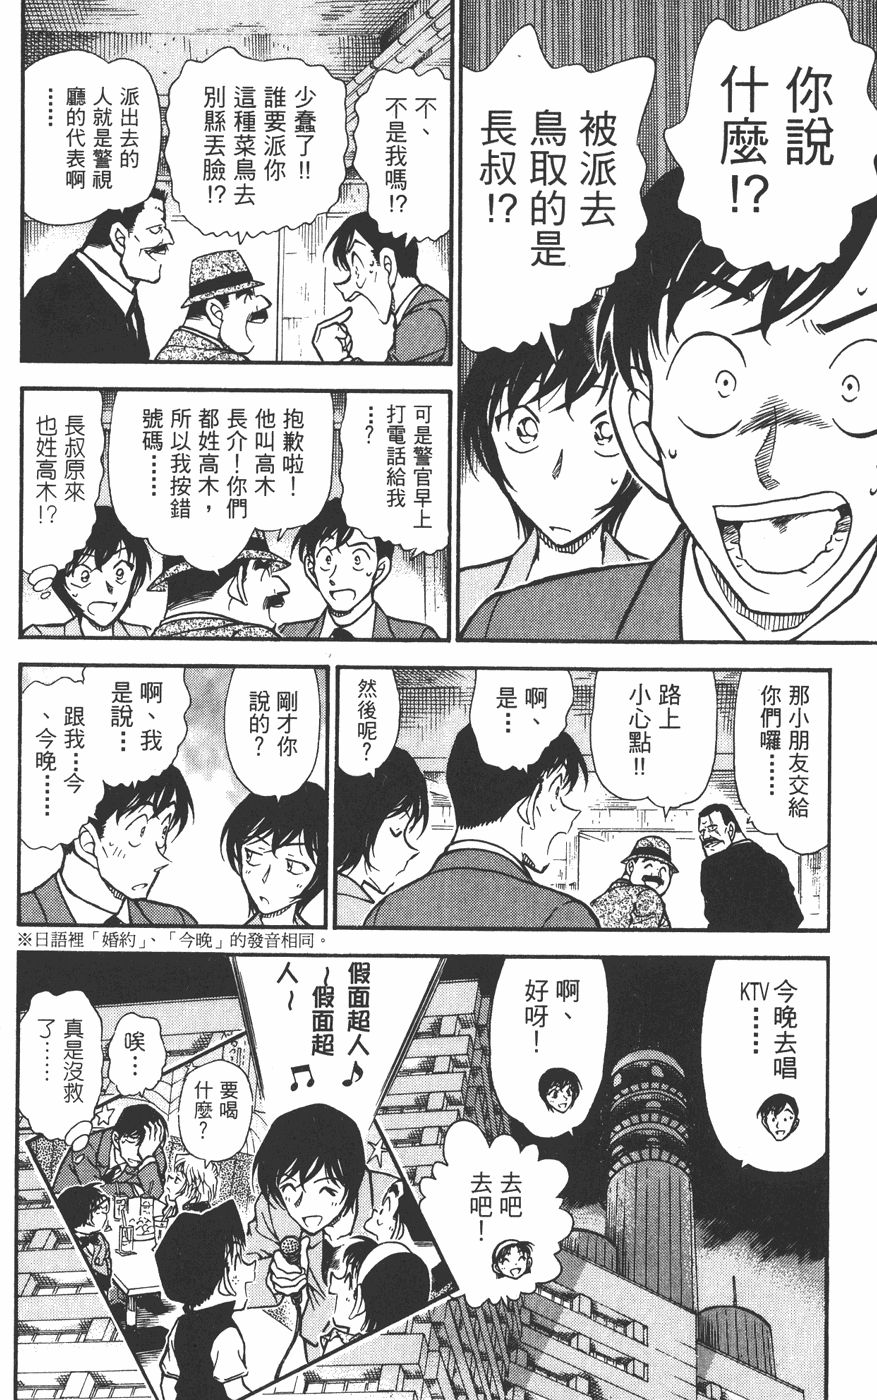 你說
什麼!?
被派去
鳥取的是
長叔!?
不、
不是我嗎!?
少蠢了!!
誰要派你
這種菜鳥去
別縣丟臉!?
派出去的
人就是警視
廳的代表啊
……
可是警官早上
打電話給我
…?
抱歉啦！
他叫高木
長介！你們
都姓高木，
所以我按錯
號碼……
長叔原來
也姓高木!?
那小朋友交給
你們囉……
路上
小心點!!
啊、
是…
然後呢？
剛才你
說的？
啊、我
是說…
跟我…今
、今晚……
※日語裡「婚約」、「今晚」的發音相同。
今晚去唱
KTV……
啊、
好呀！
去吧
去吧！
假面超人
～假面超
人～
要喝
什麼？
唉…
真是沒救
了……